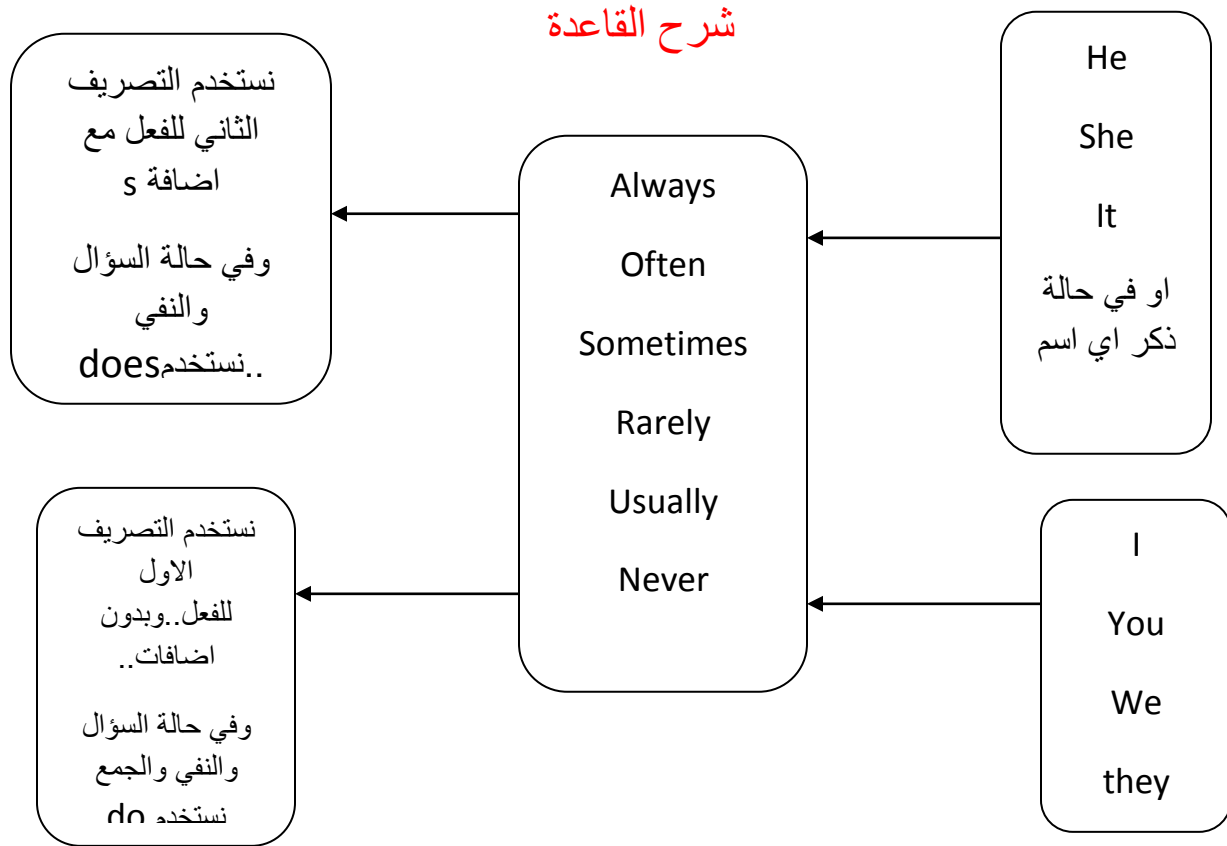 شرح القاعدة
He
She
It
او في حالة
ذكر اي اسم
Always
Often
Sometimes
Rarely
Usually
Never
نستخدم التصريف
الثاني للفعل مع
اضافة s
وفي حالة السؤال
والنفي
نستخدمdoes..
I
You
We
they
نستخدم التصريف
الاول
للفعل..وبدون
اضافات..
وفي حالة السؤال
والنفي والجمع
نستخدم do